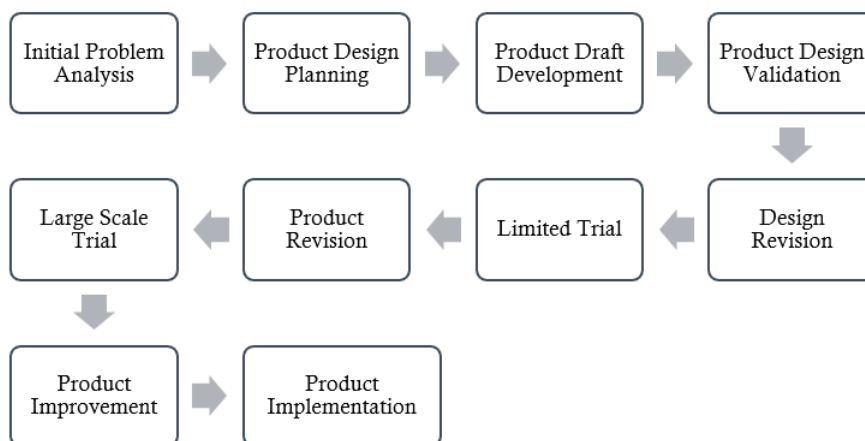 Initial Problem
Analysis
Product Design
Planning
Product Draft
Development
Product Design
Validation
Design
Revision
Limited Trial
Product
Revision
Large Scale
Trial
Product
Improvement
Product
Implementation